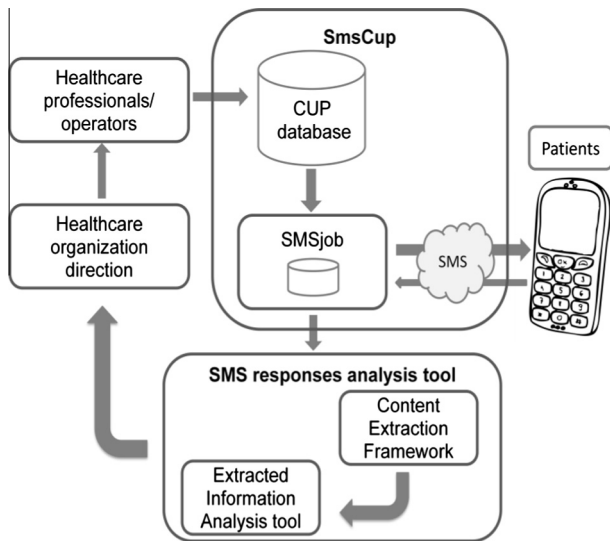 SmsCup
Healthcare
professionals/
operators
CUP
database
Patients
Healthcare
organization
direction
SMSjob
SMS
SMS responses analysis tool
Content
Extraction
Framework
Extracted
Information
Analysis tool